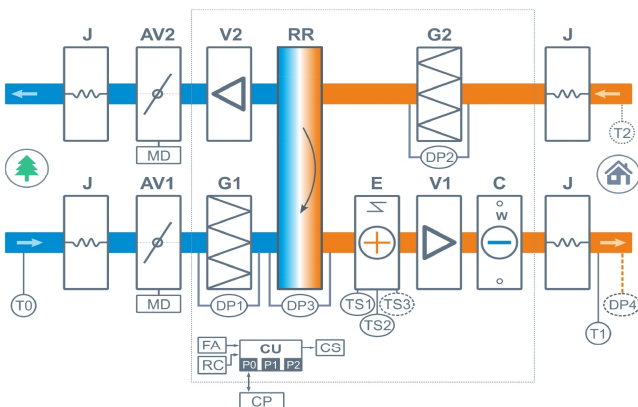 J AV2 V2 RR G2 J
MD DP2 T2
J AV1 G1 E V1 C J
W
T0 MD DP1 DP3 TS1 TS3 DP4
TS2
T1
FA CU CS
RC P0 P1 P2
CP